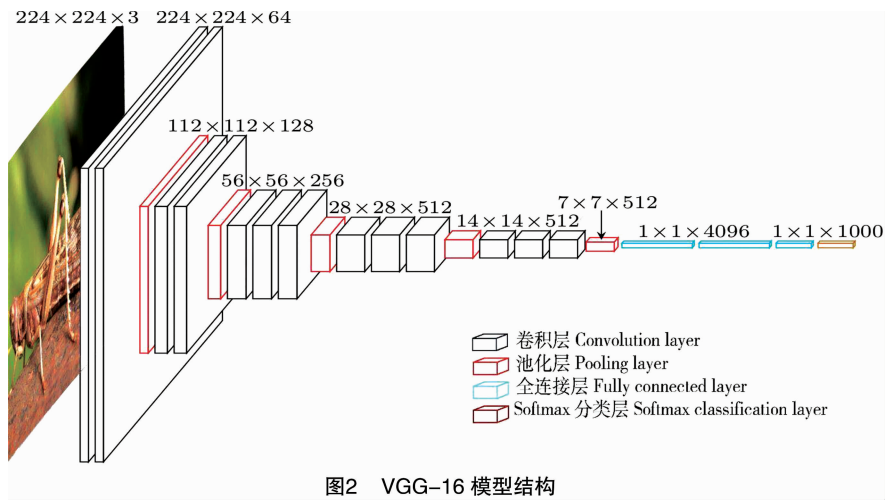 224×224×3
224×224×64
112×112×128
56×56×256
28×28×512
14×14×512
7×7×512
1×1×4096
1×1×1000
卷积层 Convolution layer
池化层 Pooling layer
全连接层 Fully connected layer
Softmax 分类层 Softmax classification layer
图2 VGG-16 模型结构